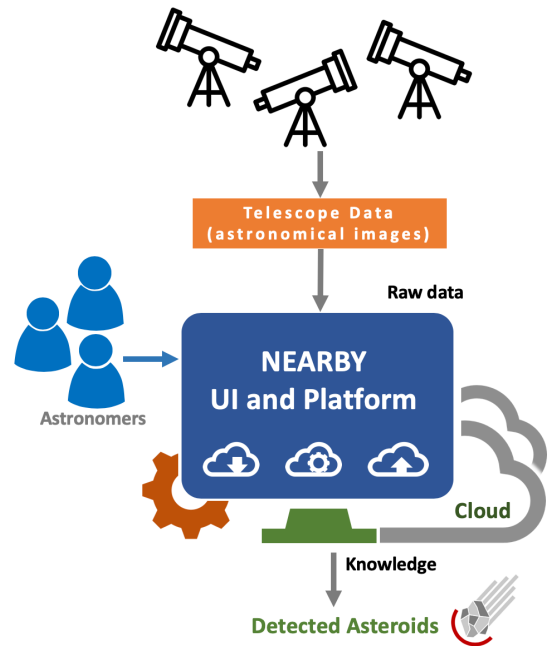 Telescope Data
(astronomical images)
Raw data
NEARBY
UI and Platform
Astronomers
Cloud
Knowledge
Detected Asteroids